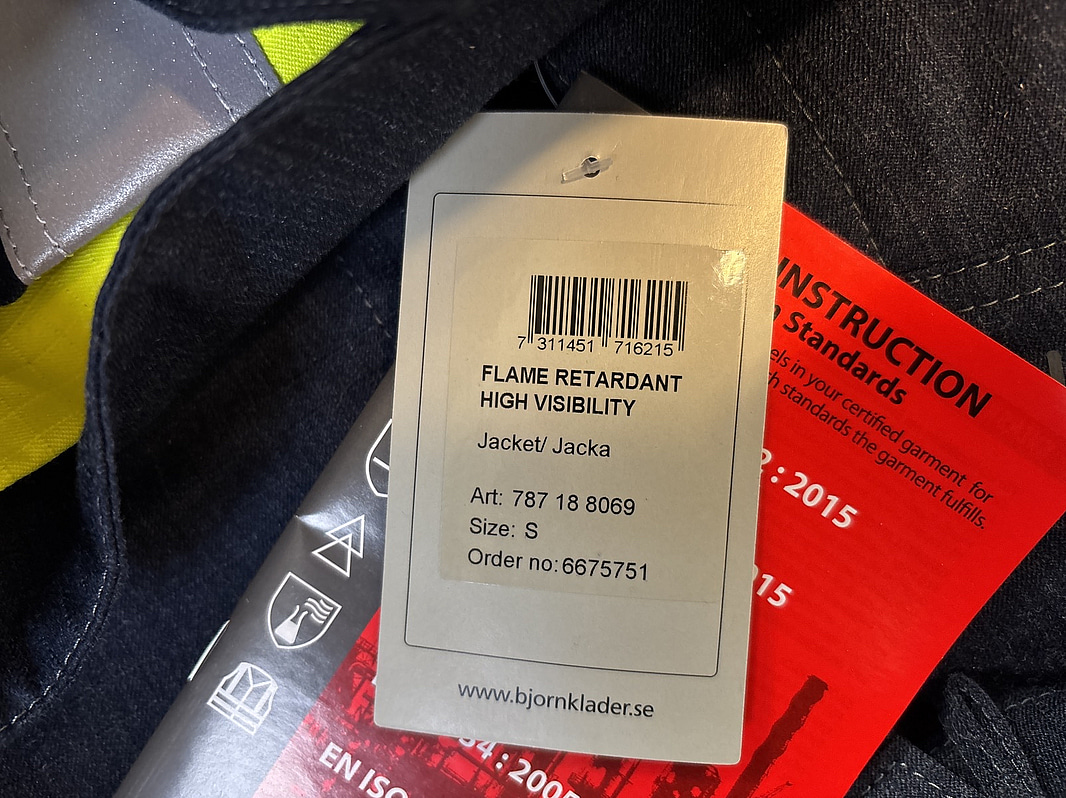 7 311451 716215
FLAME RETARDANT
HIGH VISIBILITY
Jacket/ Jacka
Art: 787 18 8069
Size: S
Order no: 6675751
www.bjornklader.se
INSTRUCTION
Standards
in your certified garment for
standards the garment fulfills.
: 2015
15
: 2005
EN ISO